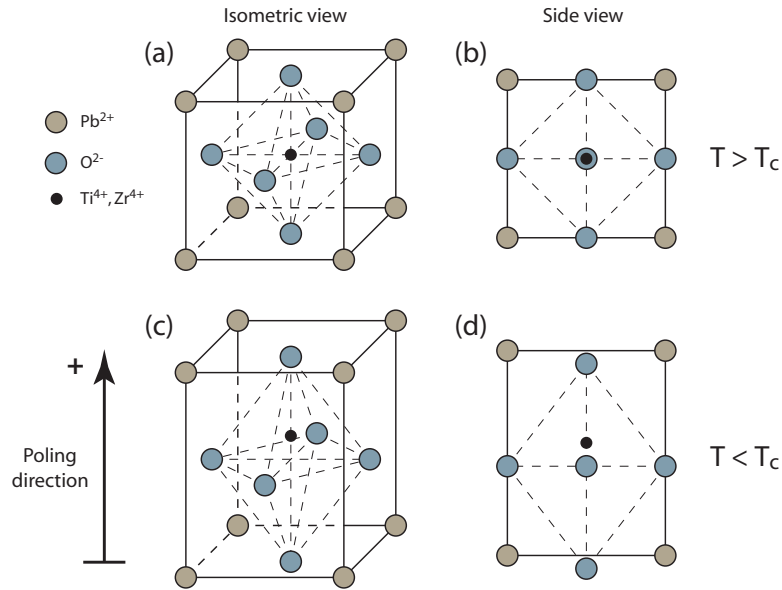 Isometric view
Side view
(a)
(b)
Pb²⁺
O²⁻
Ti⁴⁺, Zr⁴⁺
T > Tc
(c)
(d)
+
Poling
direction
T < Tc